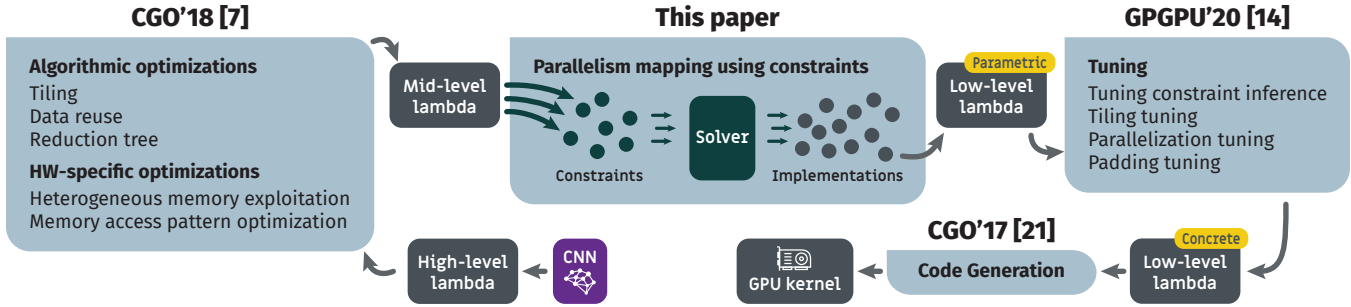 CGO'18 [7]
Algorithmic optimizations
Tiling
Data reuse
Reduction tree
HW-specific optimizations
Heterogeneous memory exploitation
Memory access pattern optimization
Mid-level
lambda
This paper
Parallelism mapping using constraints
Solver
Constraints
Implementations
Parametric
Low-level
lambda
GPGPU'20 [14]
Tuning
Tuning constraint inference
Tiling tuning
Parallelization tuning
Padding tuning
High-level
lambda
CNN
GPU kernel
CGO'17 [21]
Code Generation
Concrete
Low-level
lambda